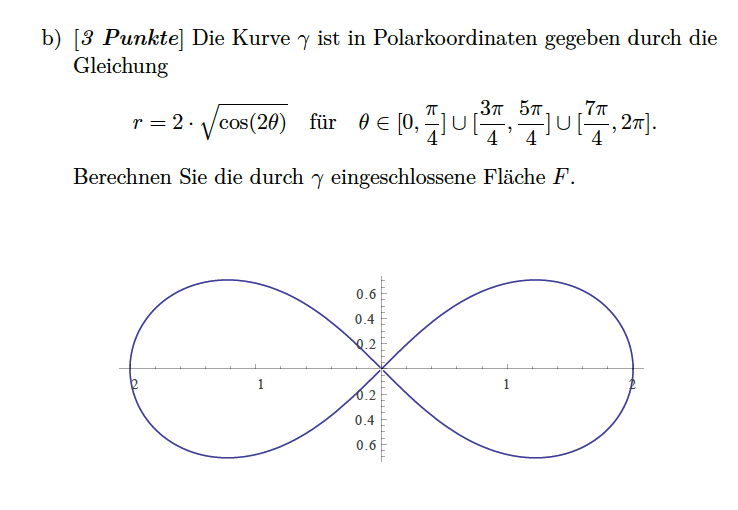 b) [3 Punkte] Die Kurve γ ist in Polarkoordinaten gegeben durch die
Gleichung
r = 2 · √cos(2θ) für θ ∈ [0, π/4] ∪ [3π/4, 5π/4] ∪ [7π/4, 2π].
Berechnen Sie die durch γ eingeschlossene Fläche F.
0.6
0.4
0.2
2 1 1 2
0.2
0.4
0.6